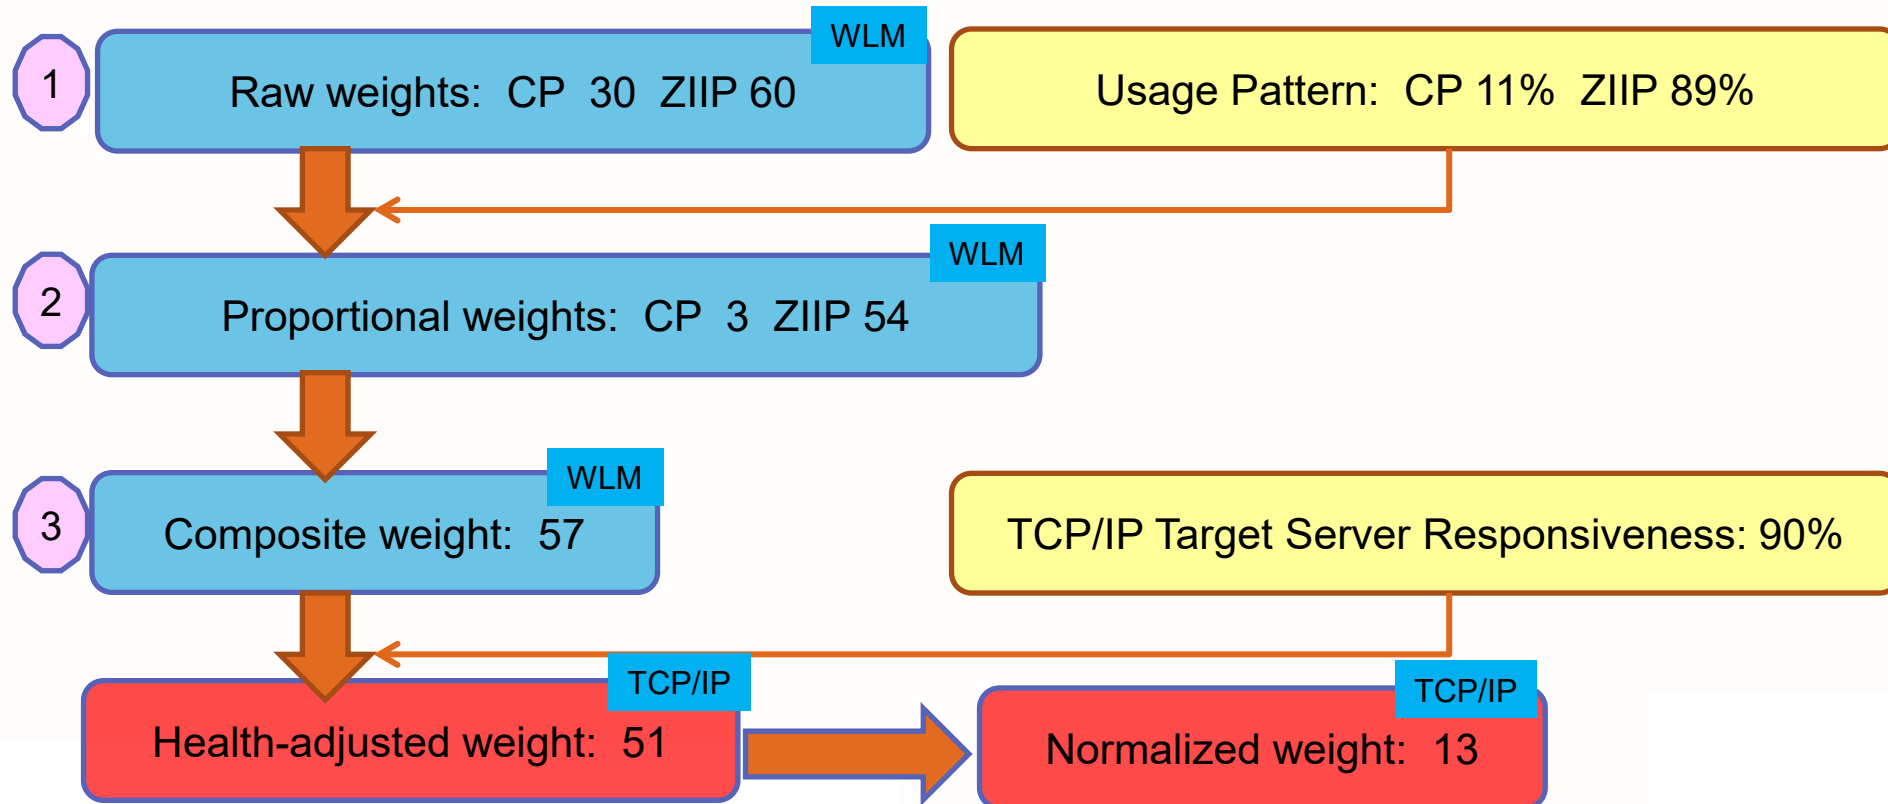 WLM
1
Raw weights:  CP  30  ZIIP 60
Usage Pattern:  CP 11%  ZIIP 89%
WLM
2
Proportional weights:  CP  3  ZIIP 54
WLM
3
Composite weight:  57
TCP/IP Target Server Responsiveness: 90%
TCP/IP
Health-adjusted weight:  51
TCP/IP
Normalized weight:  13